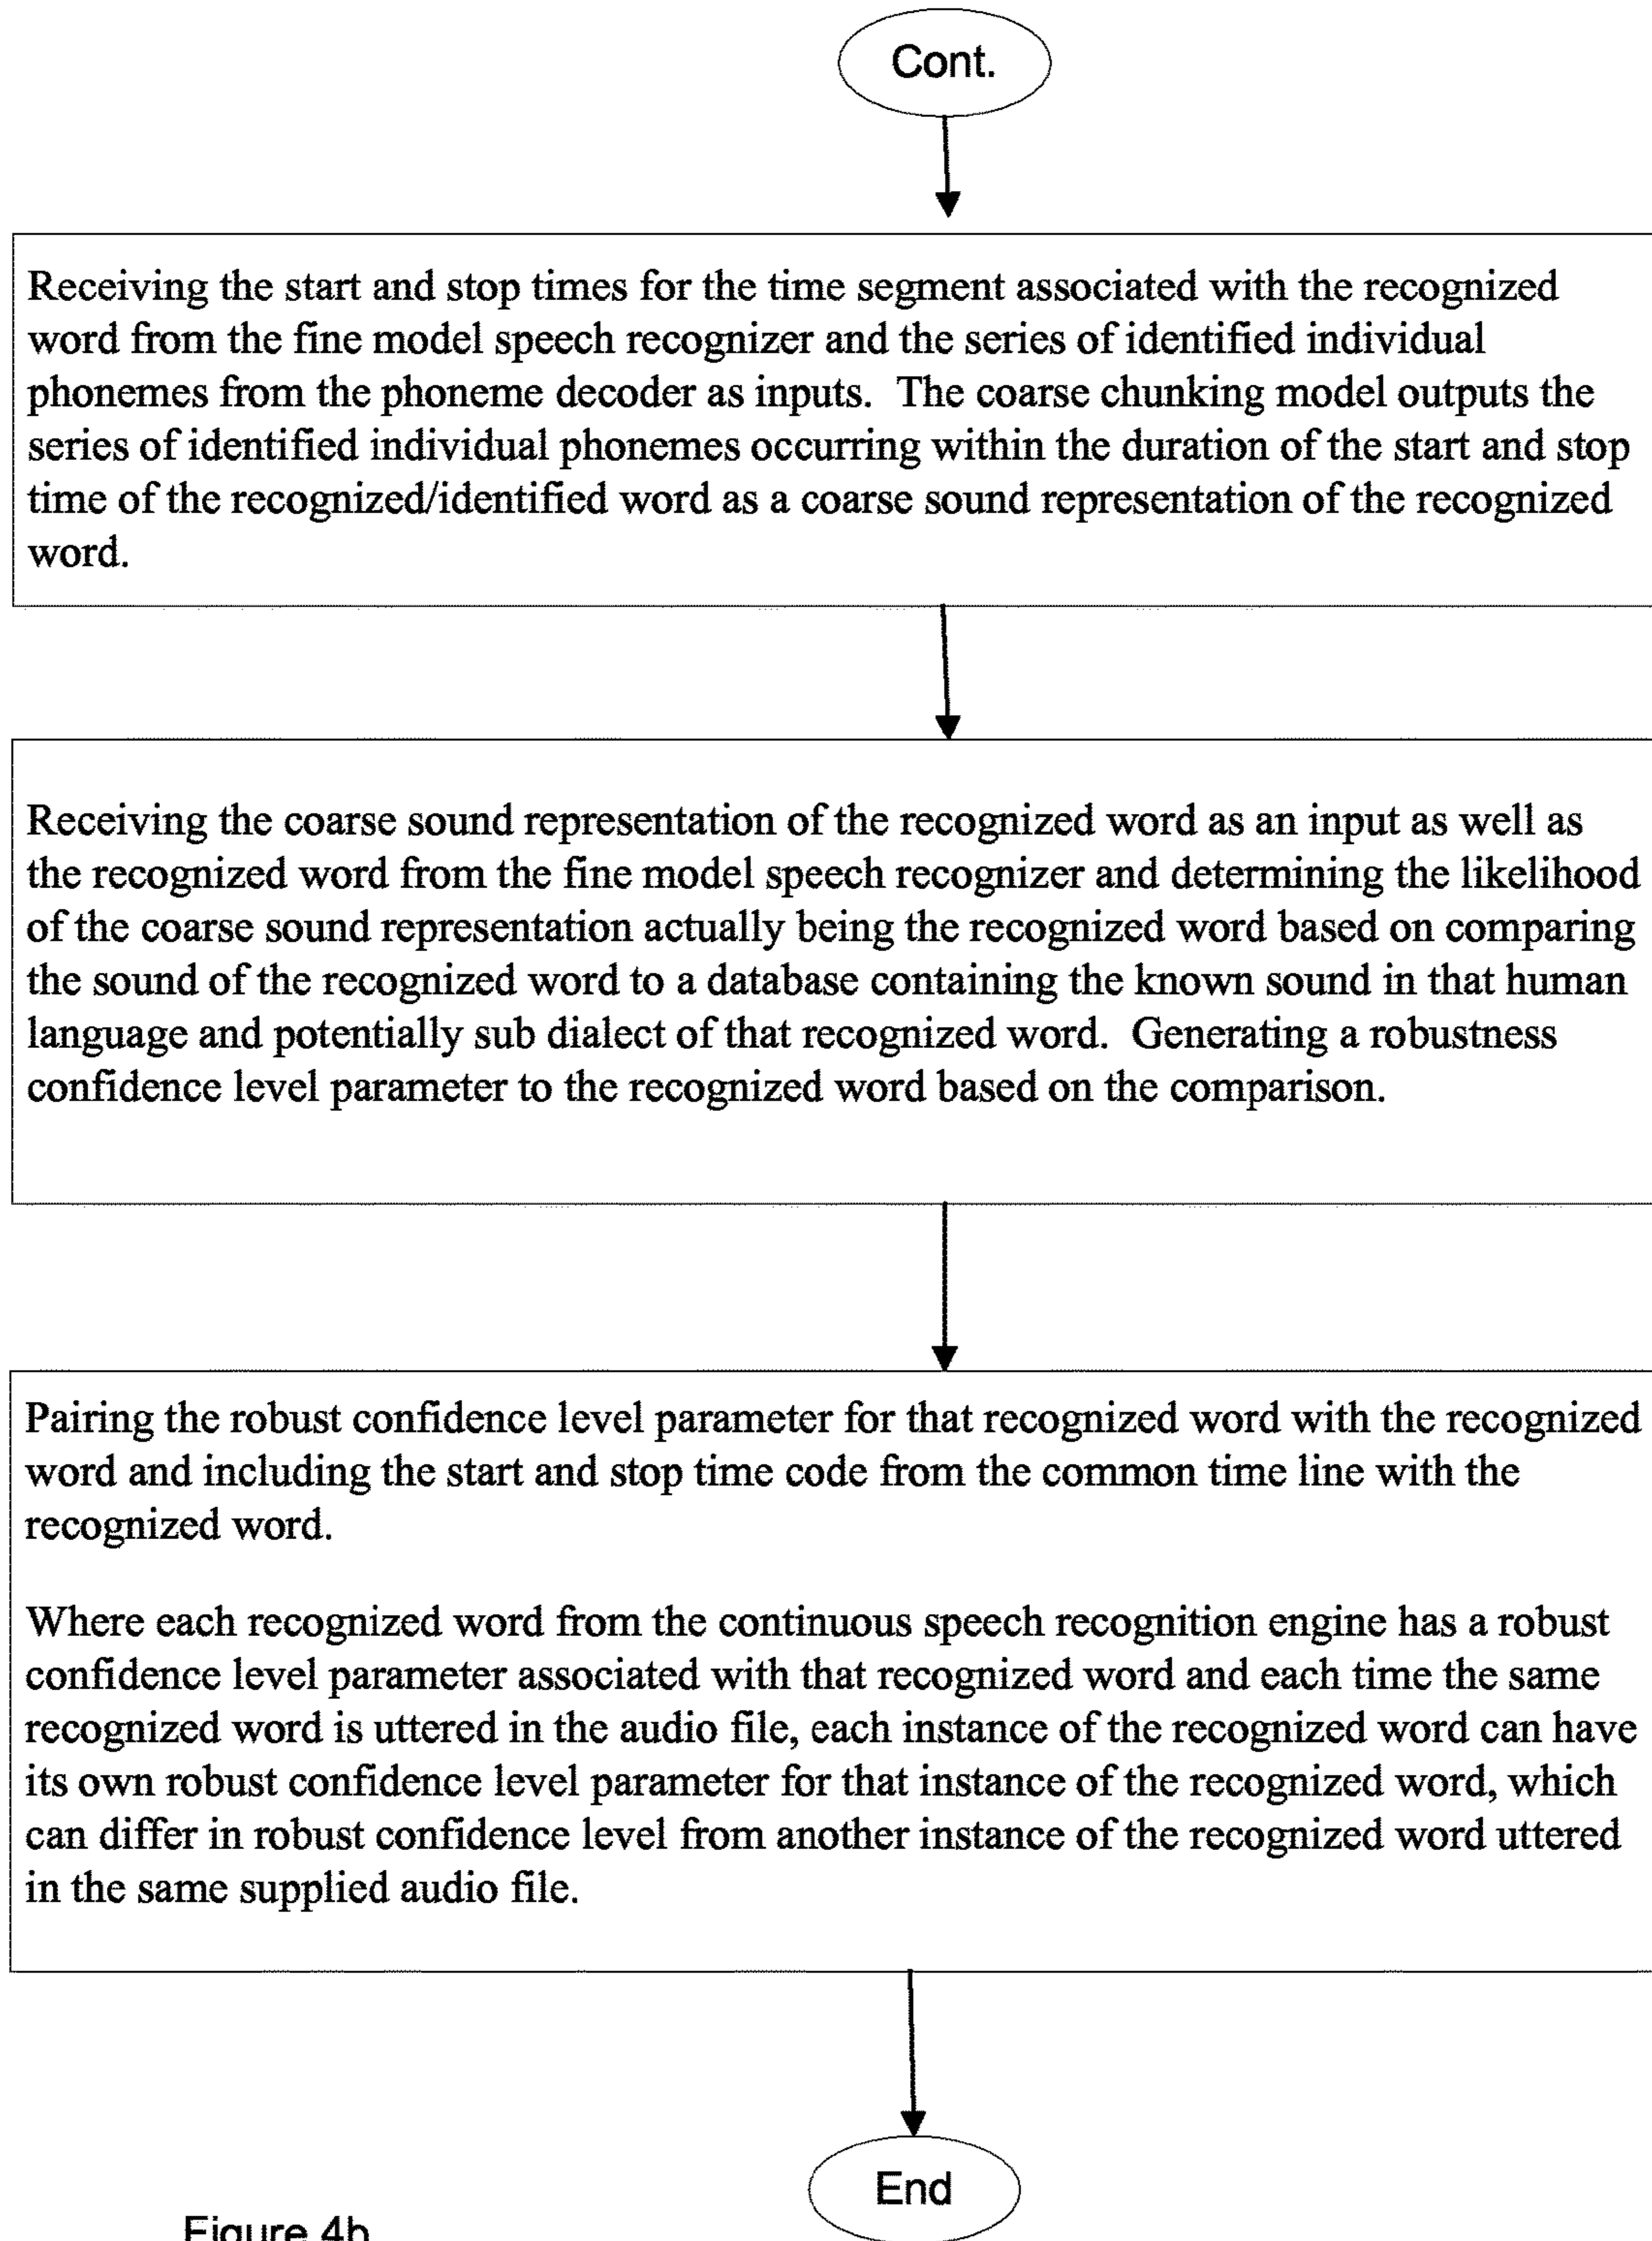 Cont.
Receiving the start and stop times for the time segment associated with the recognized
word from the fine model speech recognizer and the series of identified individual
phonemes from the phoneme decoder as inputs.  The coarse chunking model outputs the
series of identified individual phonemes occurring within the duration of the start and stop
time of the recognized/identified word as a coarse sound representation of the recognized
word.
Receiving the coarse sound representation of the recognized word as an input as well as
the recognized word from the fine model speech recognizer and determining the likelihood
of the coarse sound representation actually being the recognized word based on comparing
the sound of the recognized word to a database containing the known sound in that human
language and potentially sub dialect of that recognized word.  Generating a robustness
confidence level parameter to the recognized word based on the comparison.
Pairing the robust confidence level parameter for that recognized word with the recognized
word and including the start and stop time code from the common time line with the
recognized word.
Where each recognized word from the continuous speech recognition engine has a robust
confidence level parameter associated with that recognized word and each time the same
recognized word is uttered in the audio file, each instance of the recognized word can have
its own robust confidence level parameter for that instance of the recognized word, which
can differ in robust confidence level from another instance of the recognized word uttered
in the same supplied audio file.
End
Figure 4b